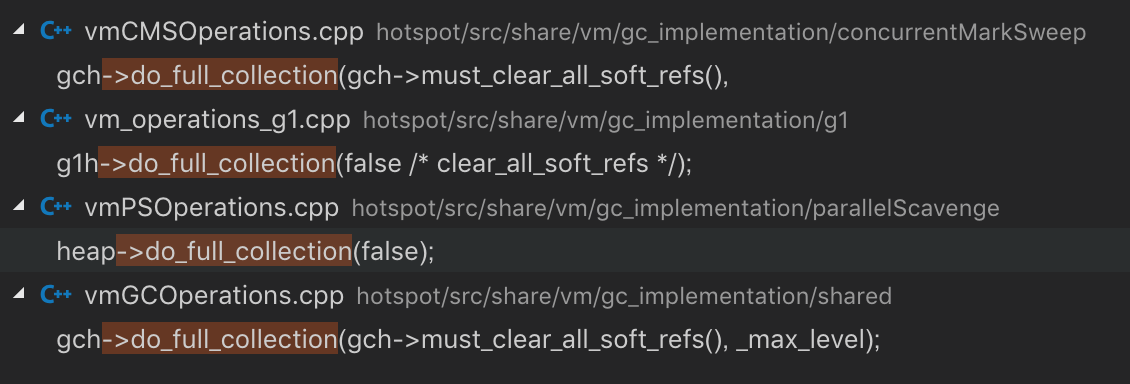 C++ vmCMSOperations.cpp hotspot/src/share/vm/gc_implementation/concurrentMarkSweep
gch->do_full_collection(gch->must_clear_all_soft_refs(),
C++ vm_operations_g1.cpp hotspot/src/share/vm/gc_implementation/g1
g1h->do_full_collection(false /* clear_all_soft_refs */);
C++ vmPSOperations.cpp hotspot/src/share/vm/gc_implementation/parallelScavenge
heap->do_full_collection(false);
C++ vmGCOperations.cpp hotspot/src/share/vm/gc_implementation/shared
gch->do_full_collection(gch->must_clear_all_soft_refs(), _max_level);